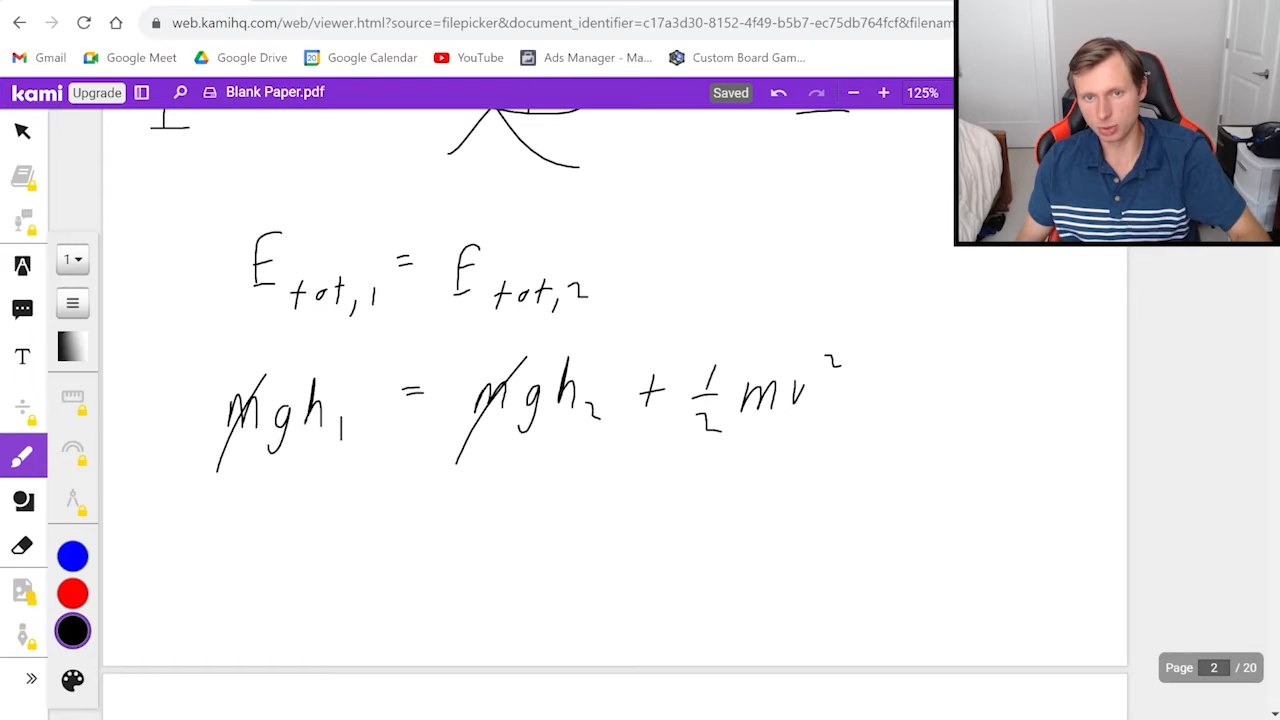 web.kamihq.com/web/viewer.html?source=filepicker&document_identifier=c17a3d30-8152-4f49-b5b7-ec75db764fcf&filenam
Gmail Google Meet Google Drive 20 Google Calendar YouTube Ads Manager - Ma... Custom Board Gam...
kami Upgrade Blank Paper.pdf Saved 125%
1
T
E tot,1 = E tot,2
mgh₁ = mgh₂ + 1/2 mv²
Page 2 / 20